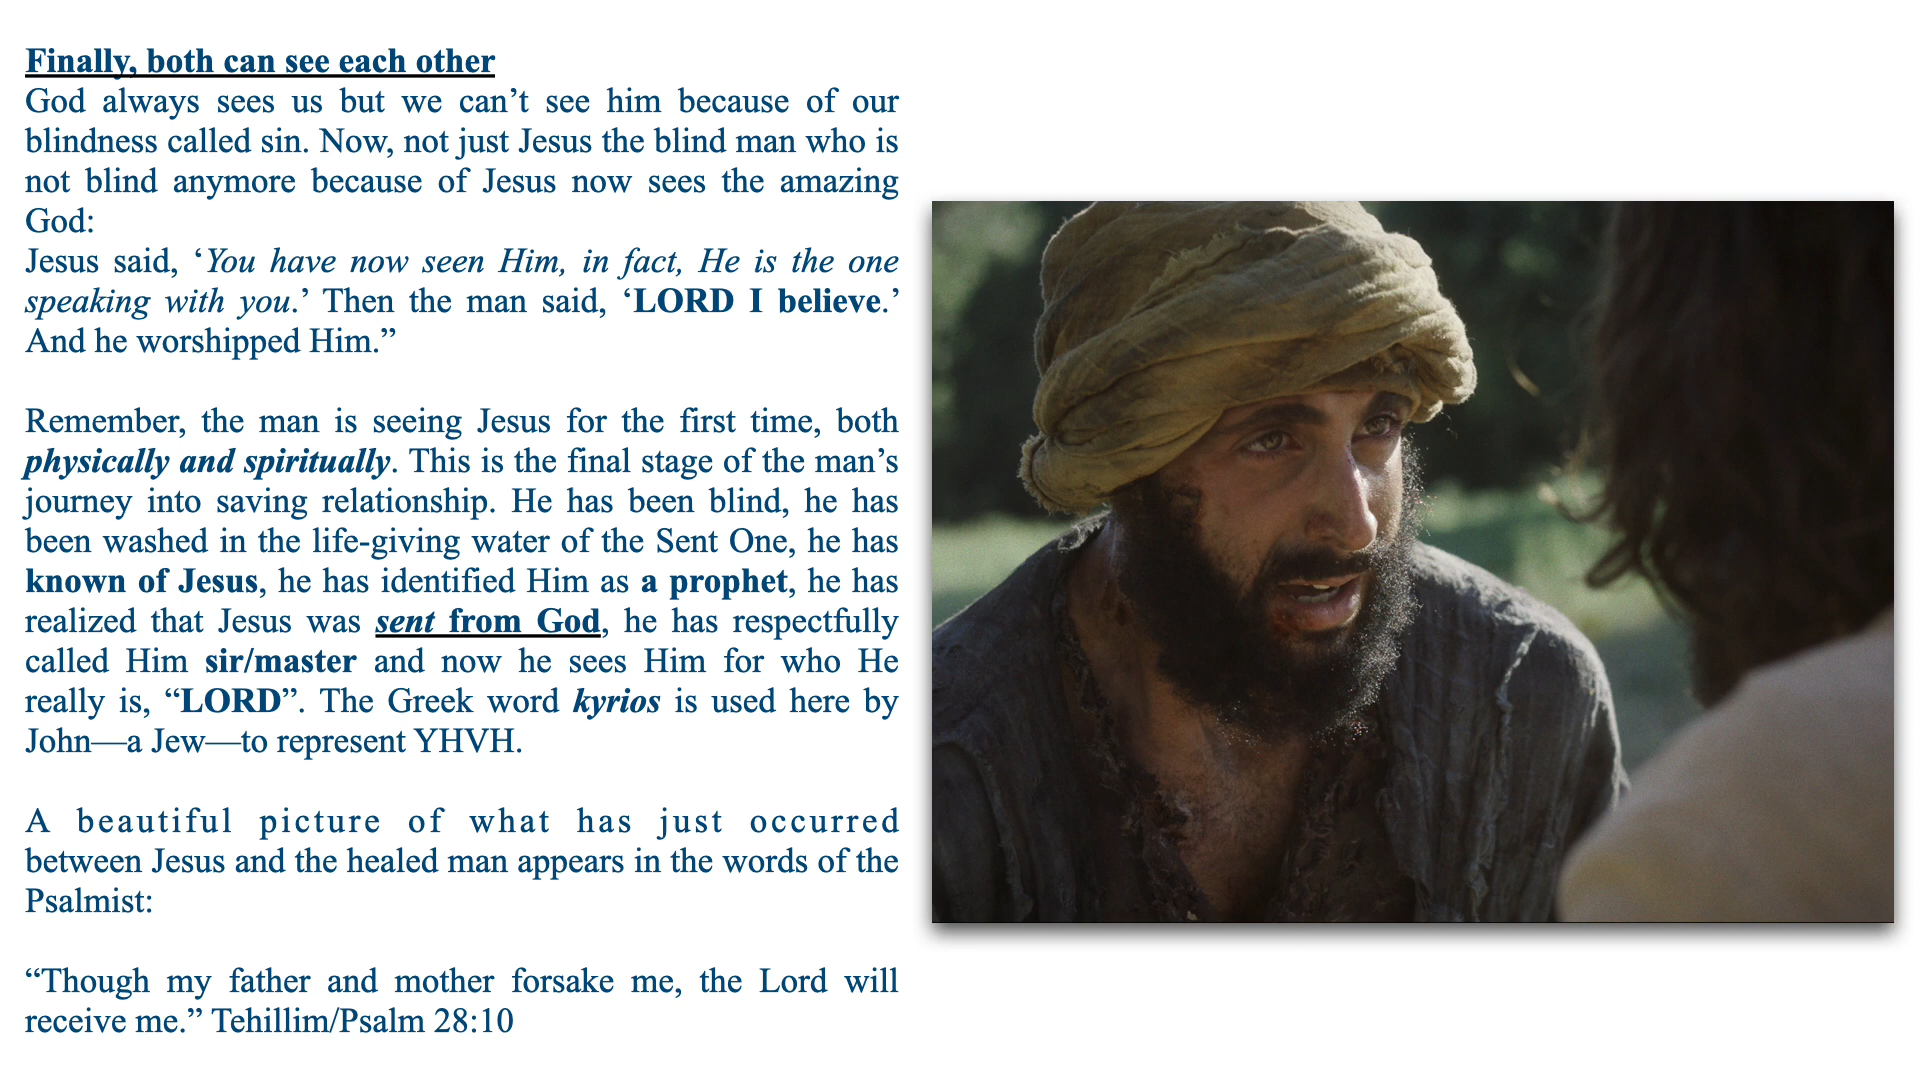 Finally, both can see each other
God always sees us but we can’t see him because of our
blindness called sin. Now, not just Jesus the blind man who is
not blind anymore because of Jesus now sees the amazing
God:
Jesus said, ‘You have now seen Him, in fact, He is the one
speaking with you.’ Then the man said, ‘LORD I believe.’
And he worshipped Him.”
Remember, the man is seeing Jesus for the first time, both
physically and spiritually. This is the final stage of the man’s
journey into saving relationship. He has been blind, he has
been washed in the life-giving water of the Sent One, he has
known of Jesus, he has identified Him as a prophet, he has
realized that Jesus was sent from God, he has respectfully
called Him sir/master and now he sees Him for who He
really is, “LORD”. The Greek word kyrios is used here by
John—a Jew—to represent YHVH.
A beautiful picture of what has just occurred
between Jesus and the healed man appears in the words of the
Psalmist:
“Though my father and mother forsake me, the Lord will
receive me.” Tehillim/Psalm 28:10